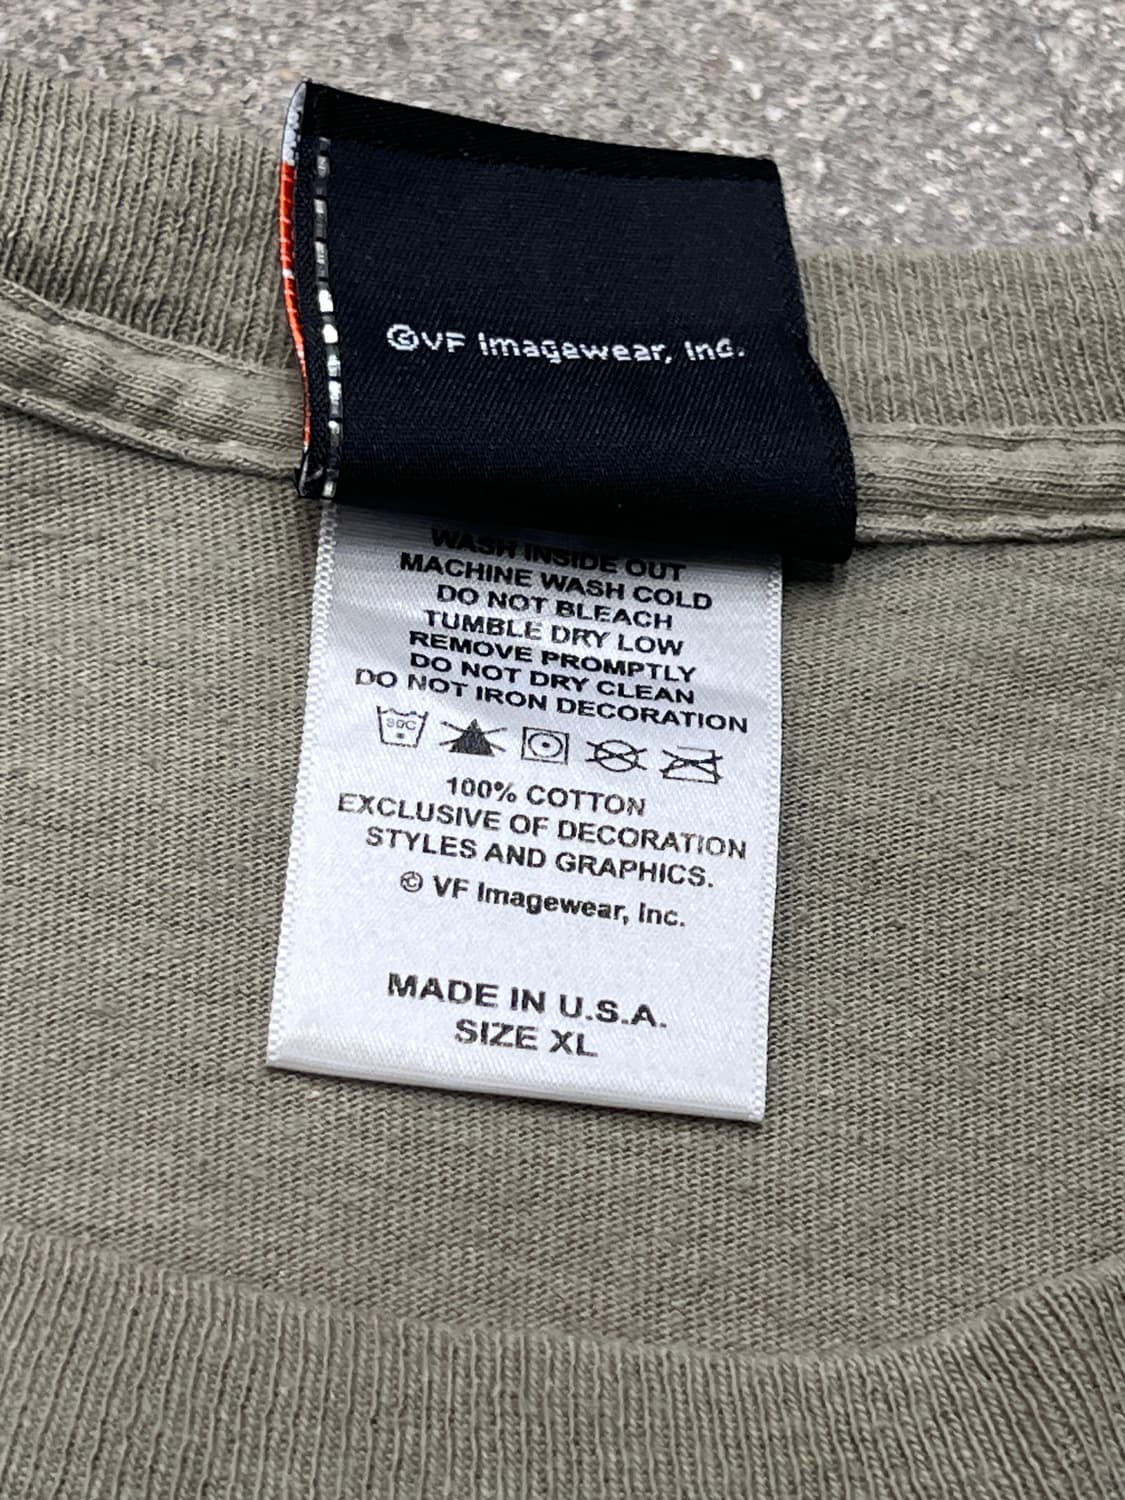 ©VF Imagewear, Inc.
WASH INSIDE OUT
MACHINE WASH COLD
DO NOT BLEACH
TUMBLE DRY LOW
REMOVE PROMPTLY
DO NOT DRY CLEAN
DO NOT IRON DECORATION
100% COTTON
EXCLUSIVE OF DECORATION
STYLES AND GRAPHICS.
© VF Imagewear, Inc.
MADE IN U.S.A.
SIZE XL